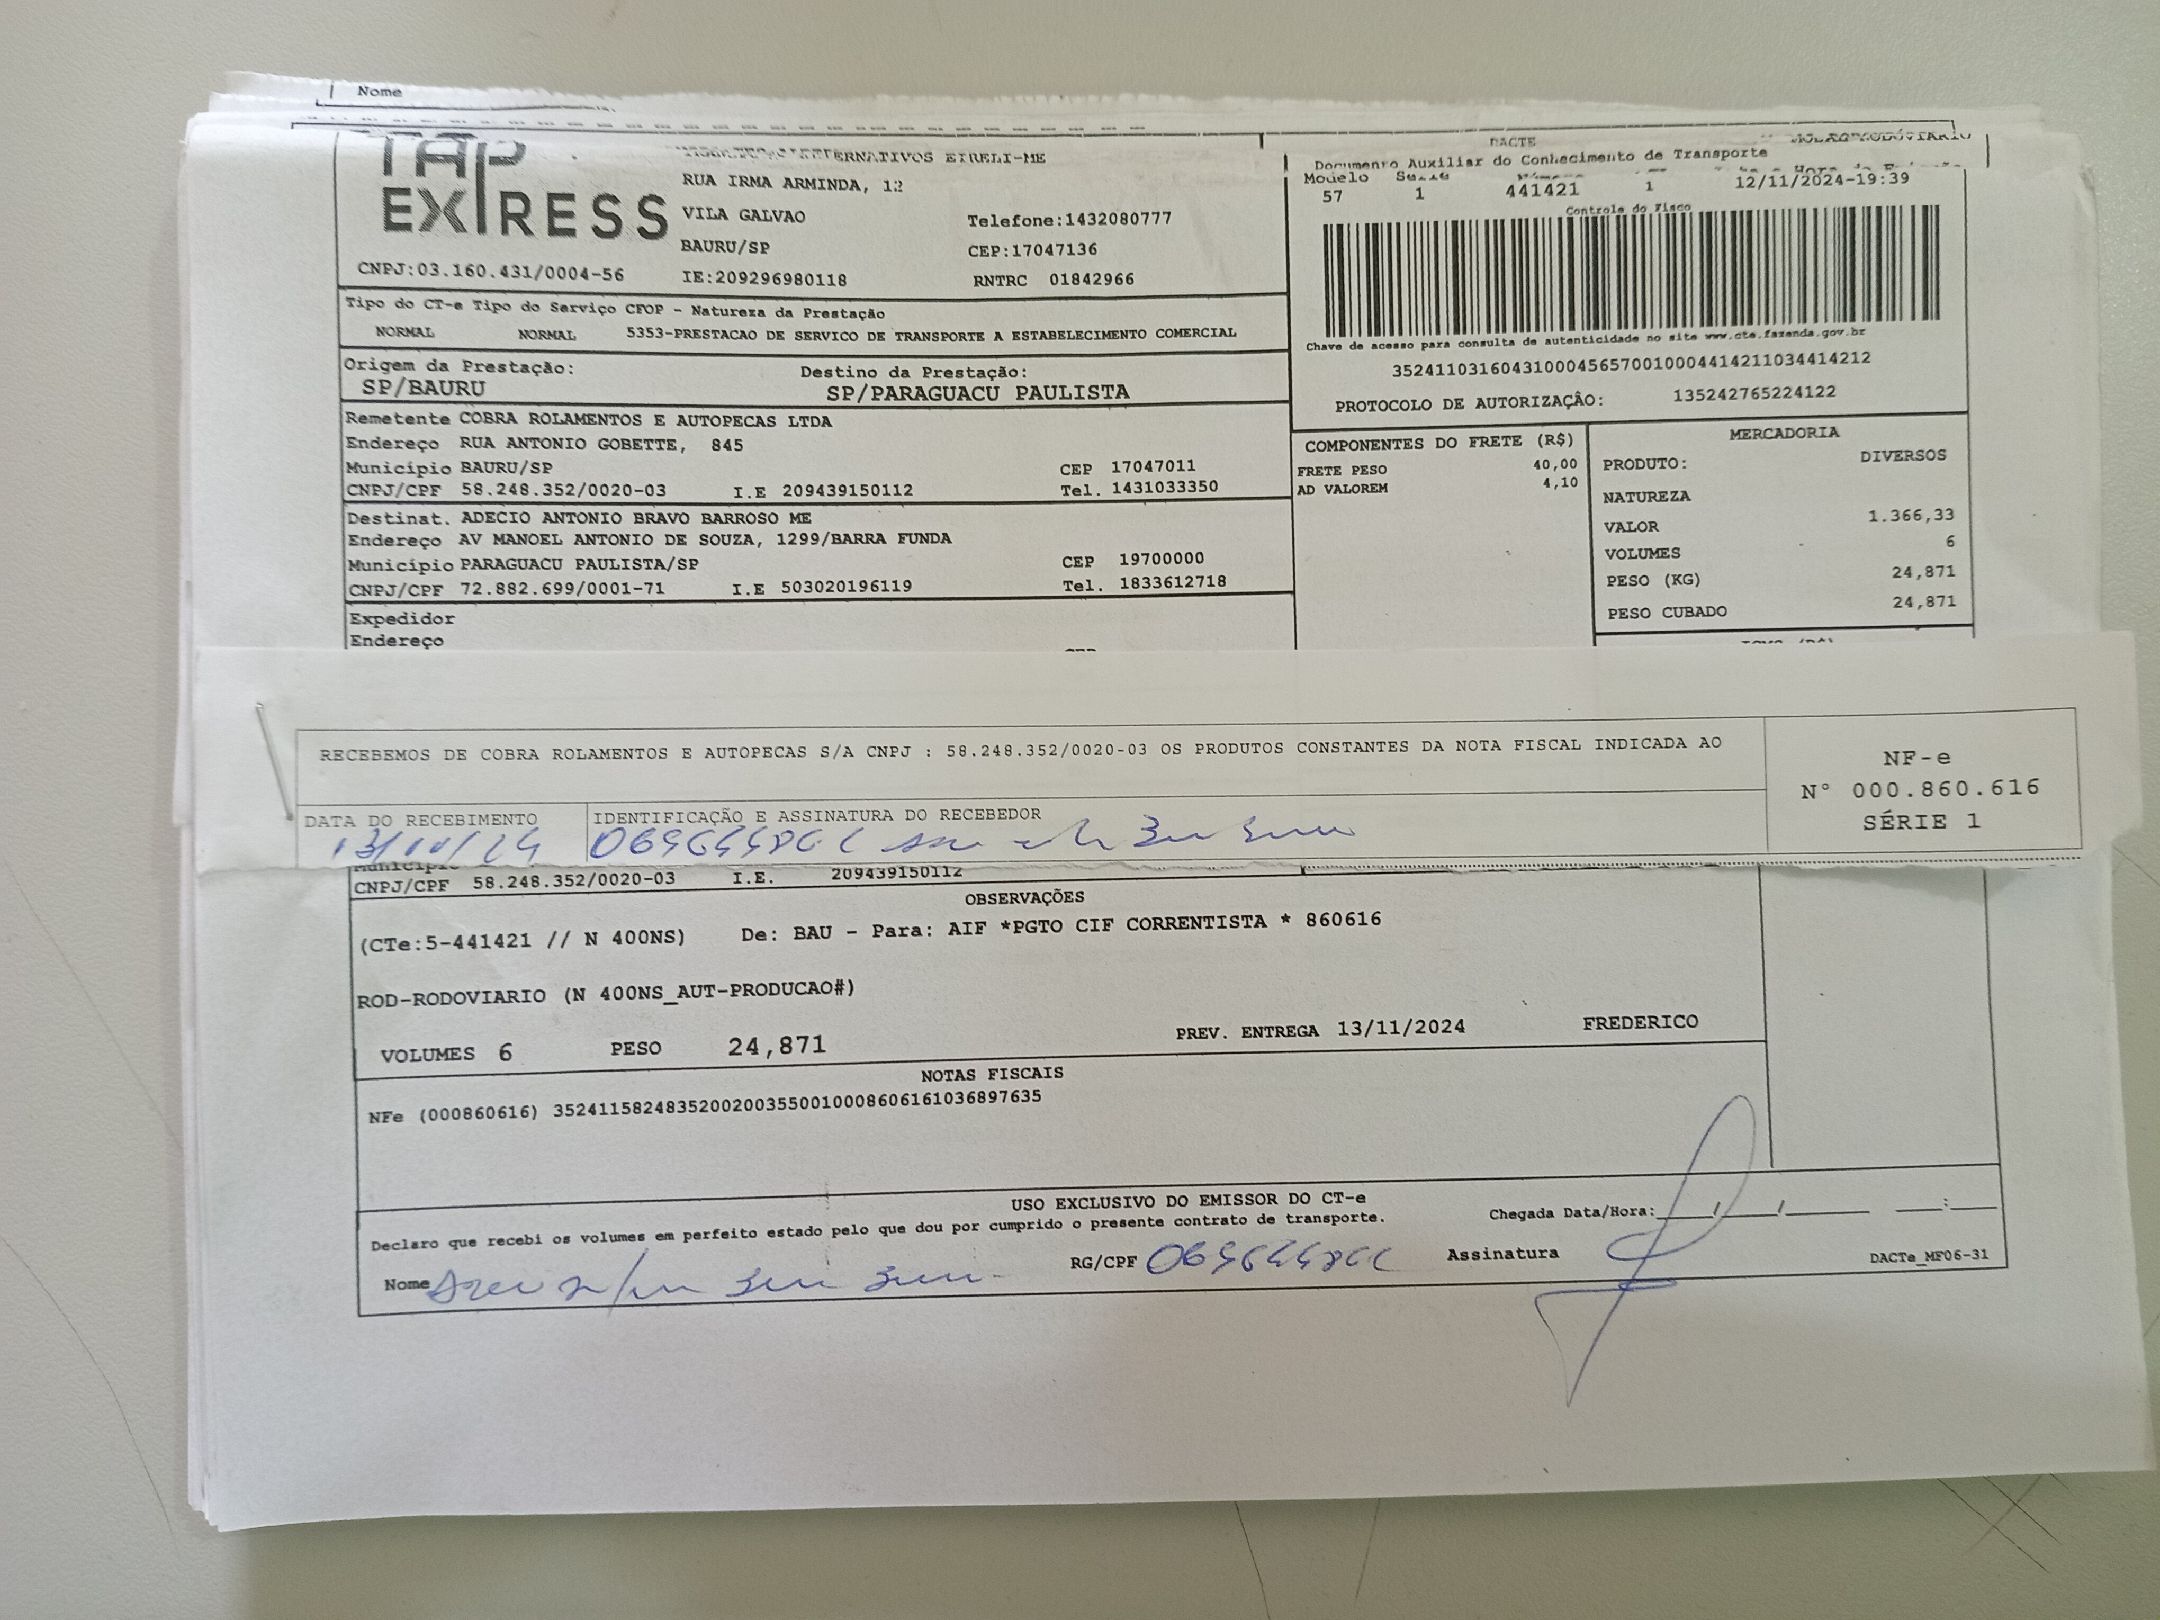 Nome
TAP
EXPRESS
ALTERNATIVOS EIRELI-ME
RUA IRMA ARMINDA, 12
VILA GALVAO
Telefone:1432080777
BAURU/SP
CEP:17047136
CNPJ:03.160.431/0004-56
IE:209296980118
RNTRC 01842966
DACTE
Documento Auxiliar do Conhecimento de Transporte
Modelo
57 1 441421 1 12/11/2024-19:39
Controle do Fisco
Chave de acesso para consulta de autenticidade no site www.cte.fazenda.gov.br
35241103160431000456570010004414211034414212
PROTOCOLO DE AUTORIZAÇÂO: 135242765224122
Tipo do CT-e Tipo do Serviço CFOP - Natureza da Prestação
NORMAL NORMAL 5353-PRESTACAO DE SERVICO DE TRANSPORTE A ESTABELECIMENTO COMERCIAL
Origem da Prestação: Destino da Prestação:
SP/BAURU SP/PARAGUACU PAULISTA
Remetente COBRA ROLAMENTOS E AUTOPECAS LTDA
Endereço RUA ANTONIO GOBETTE, 845
Município BAURU/SP CEP 17047011
CNPJ/CPF 58.248.352/0020-03 I.E 209439150112 Tel. 1431033350
Destinat. ADECIO ANTONIO BRAVO BARROSO ME
Endereço AV MANOEL ANTONIO DE SOUZA, 1299/BARRA FUNDA
Município PARAGUACU PAULISTA/SP CEP 19700000
CNPJ/CPF 72.882.699/0001-71 I.E 503020196119 Tel. 1833612718
Expedidor
Endereço
COMPONENTES DO FRETE (R$)
FRETE PESO 40,00
AD VALOREM 4,10
MERCADORIA
PRODUTO: DIVERSOS
NATUREZA
VALOR 1.366,33
VOLUMES 6
PESO (KG) 24,871
PESO CUBADO 24,871
RECEBEMOS DE COBRA ROLAMENTOS E AUTOPECAS S/A CNPJ : 58.248.352/0020-03 OS PRODUTOS CONSTANTES DA NOTA FISCAL INDICADA AO
NF-e
Nº 000.860.616
SÉRIE 1
DATA DO RECEBIMENTO
IDENTIFICAÇÃO E ASSINATURA DO RECEBEDOR
Município
CNPJ/CPF 58.248.352/0020-03 I.E. 209439150112
OBSERVAÇÕES
(CTe:5-441421 // N 400NS) De: BAU - Para: AIF *PGTO CIF CORRENTISTA * 860616
ROD-RODOVIARIO (N 400NS_AUT-PRODUCAO#)
PREV. ENTREGA 13/11/2024 FREDERICO
VOLUMES 6 PESO 24,871
NOTAS FISCAIS
NFe (000860616) 35241158248352002003550010008606161036897635
USO EXCLUSIVO DO EMISSOR DO CT-e
Declaro que recebi os volumes em perfeito estado pelo que dou por cumprido o presente contrato de transporte.
Chegada Data/Hora:____/____/______ ____:____
Nome
RG/CPF
Assinatura
DACTe_MF06-31